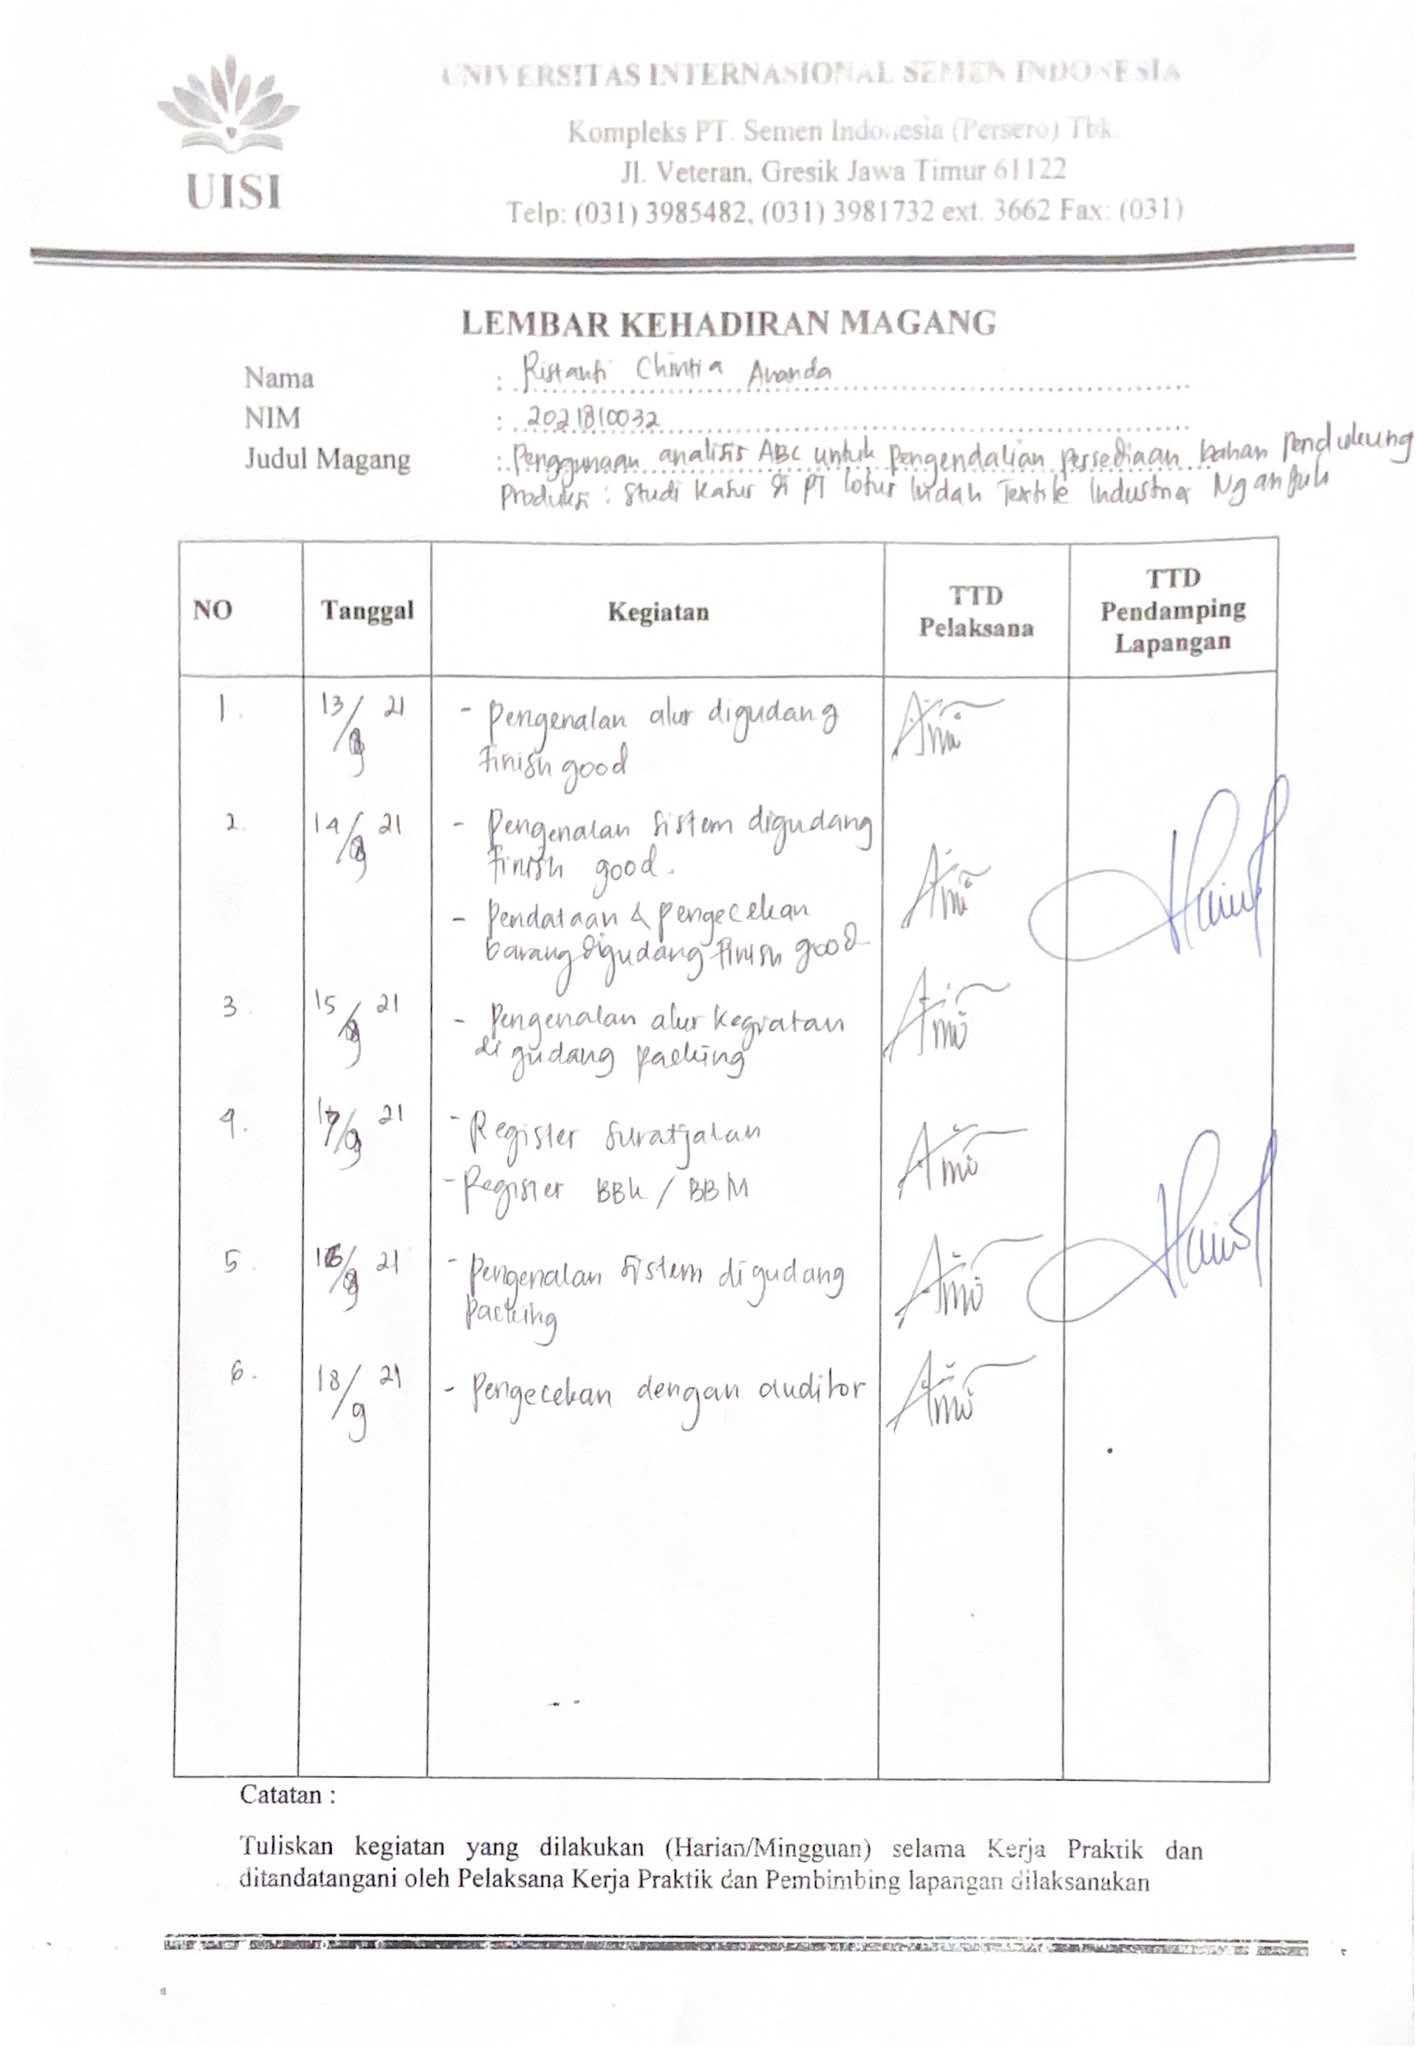 UNIVERSITAS INTERNASIONAL SEMEN INDONESIA
Kompleks PT. Semen Indonesia (Persero) Tbk.
Jl. Veteran, Gresik Jawa Timur 61122
Telp: (031) 3985482, (031) 3981732 ext. 3662 Fax: (031)
UISI
LEMBAR KEHADIRAN MAGANG
Nama : Ristanti Chintia Ananda
NIM : 2021810032
Judul Magang : Penggunaan analisis ABC untuk pengendalian persediaan bahan pendukung
Produksi : Studi Kasus di PT Lotus Indah Textile Industria Nganjuk
NO Tanggal Kegiatan TTD Pelaksana TTD Pendamping Lapangan
1. 13/9 21 - Pengenalan alur digudang
finish good
2. 14/9 21 - Pengenalan sistem digudang
finish good.
- Pendataan & pengecekan
barang digudang finish good
3. 15/9 21 - Pengenalan alur kegiatan
di gudang packing
4. 17/9 21 - Register suratjalan
- Register BBK / BBM
5. 16/9 21 - Pengenalan sistem digudang
packing
6. 18/9 21 - Pengecekan dengan auditor
Catatan :
Tuliskan kegiatan yang dilakukan (Harian/Mingguan) selama Kerja Praktik dan
ditandatangani oleh Pelaksana Kerja Praktik dan Pembimbing lapangan dilaksanakan